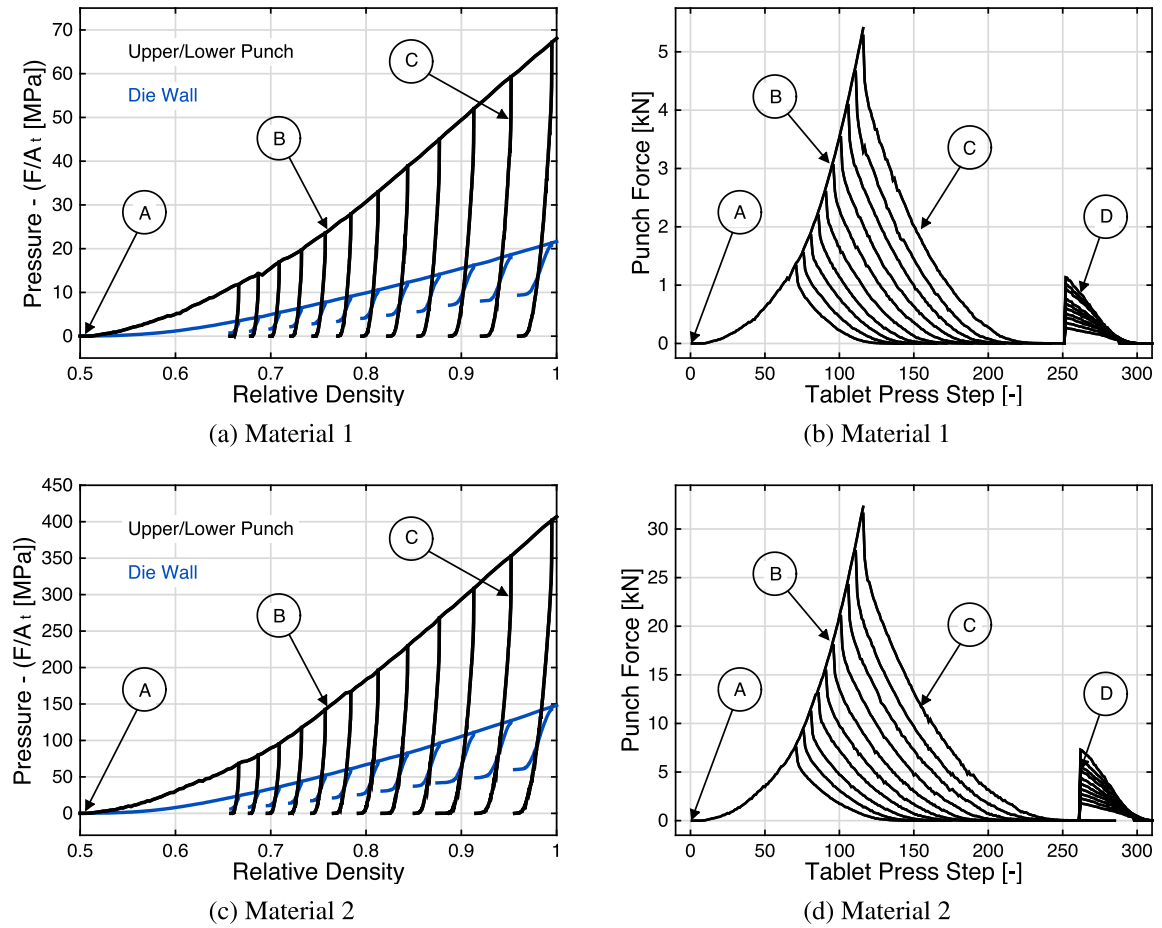 70
60
50
40
30
20
10
0
Pressure - (F/A t [MPa])
Upper/Lower Punch
Die Wall
A
B
C
0.5 0.6 0.7 0.8 0.9 1
Relative Density
(a) Material 1
5
4
3
2
1
0
Punch Force [kN]
A
B
C
D
0 50 100 150 200 250 300
Tablet Press Step [-]
(b) Material 1
450
400
350
300
250
200
150
100
50
0
Pressure - (F/A t [MPa])
Upper/Lower Punch
Die Wall
A
B
C
0.5 0.6 0.7 0.8 0.9 1
Relative Density
(c) Material 2
30
25
20
15
10
5
0
Punch Force [kN]
A
B
C
D
0 50 100 150 200 250 300
Tablet Press Step [-]
(d) Material 2